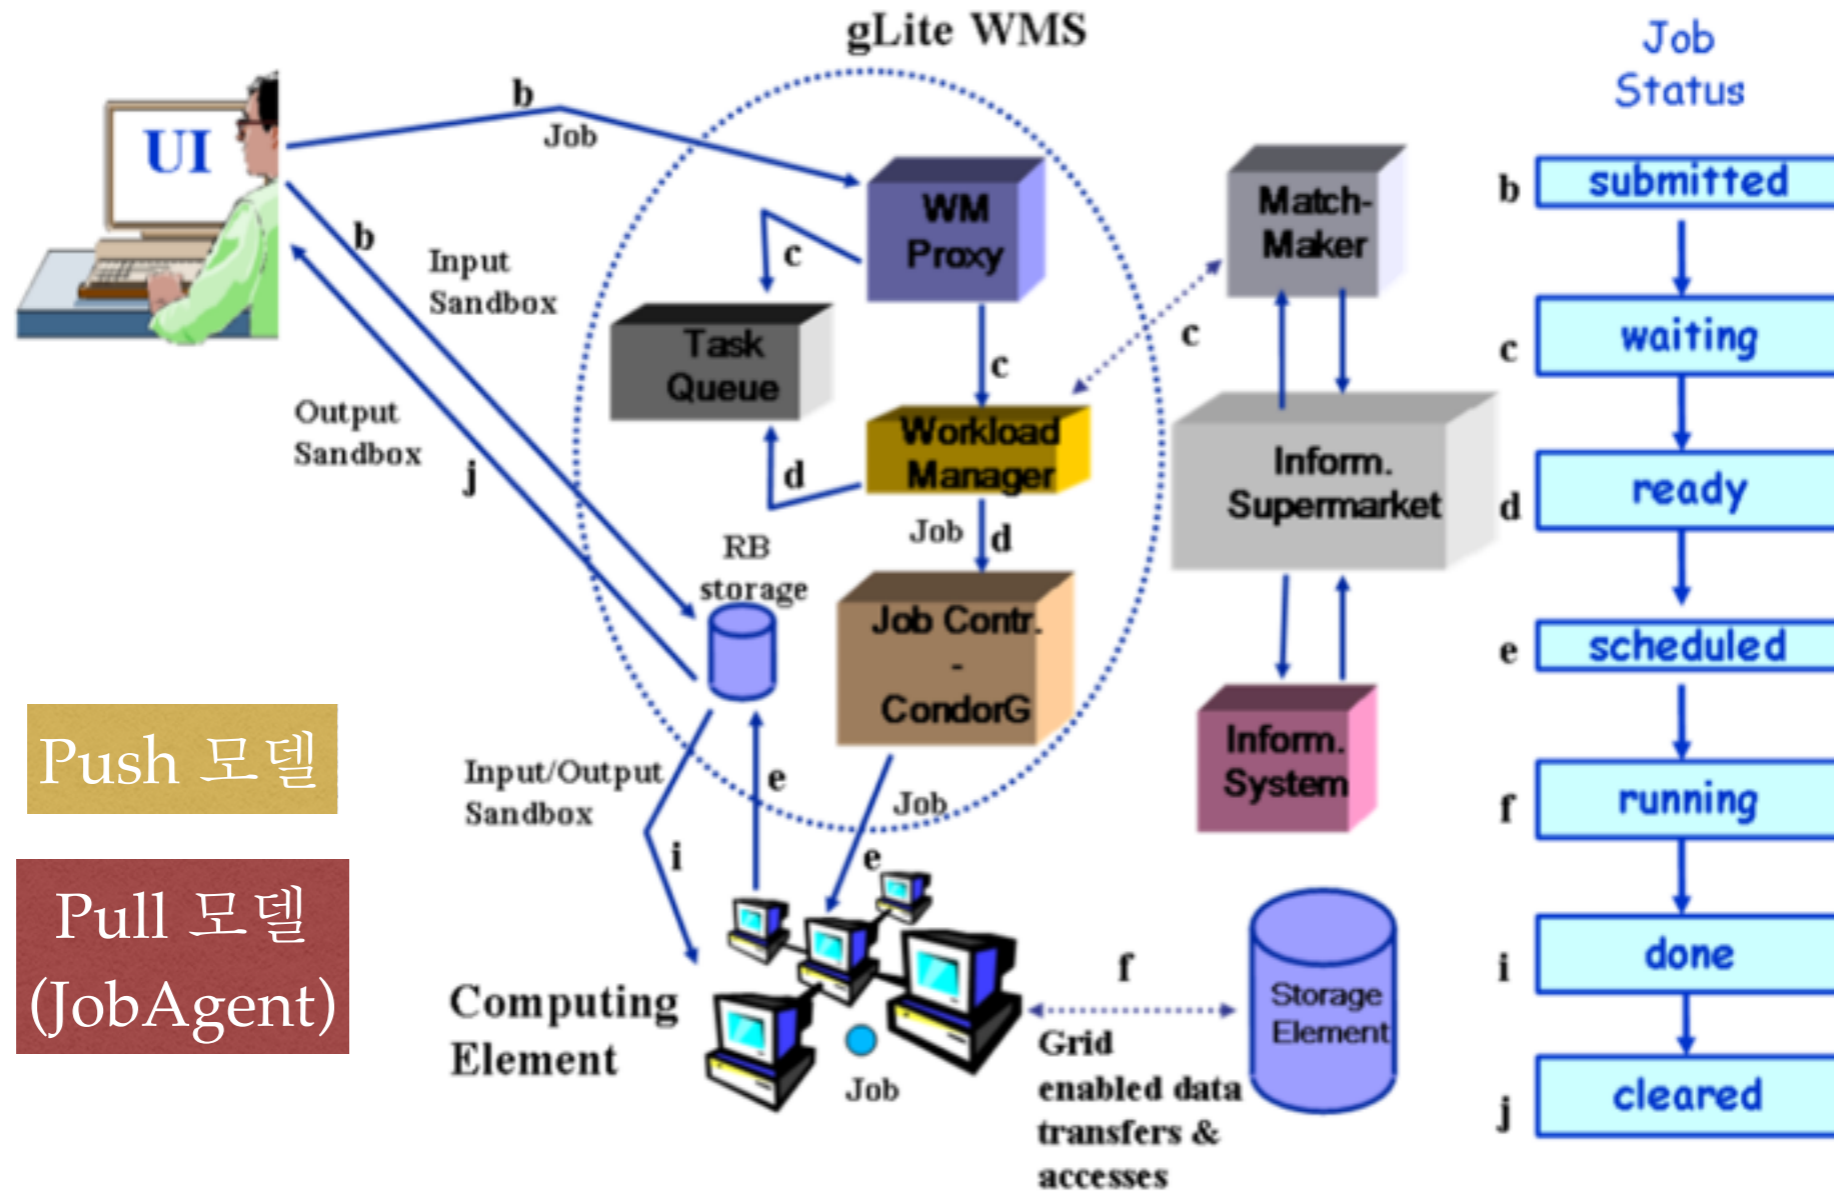 gLite WMS
Job
Status
UI
b
Job
WM
Proxy
Match-
Maker
b
submitted
b
Input
Sandbox
c
Task
Queue
c
c
c
waiting
Output
Sandbox
j
d
Workload
Manager
Inform.
Supermarket
d
ready
RB
storage
Job
d
Job Contr.
-
CondorG
e
scheduled
Push 모델
Input/Output
Sandbox
e
Job
Inform.
System
f
running
i
e
Pull 모델
(JobAgent)
Computing
Element
Job
f
Grid
enabled data
transfers &
accesses
Storage
Element
i
done
j
cleared